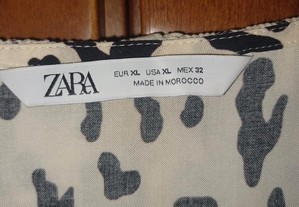 ZARA
EUR XL USA XL MEX 32
MADE IN MOROCCO